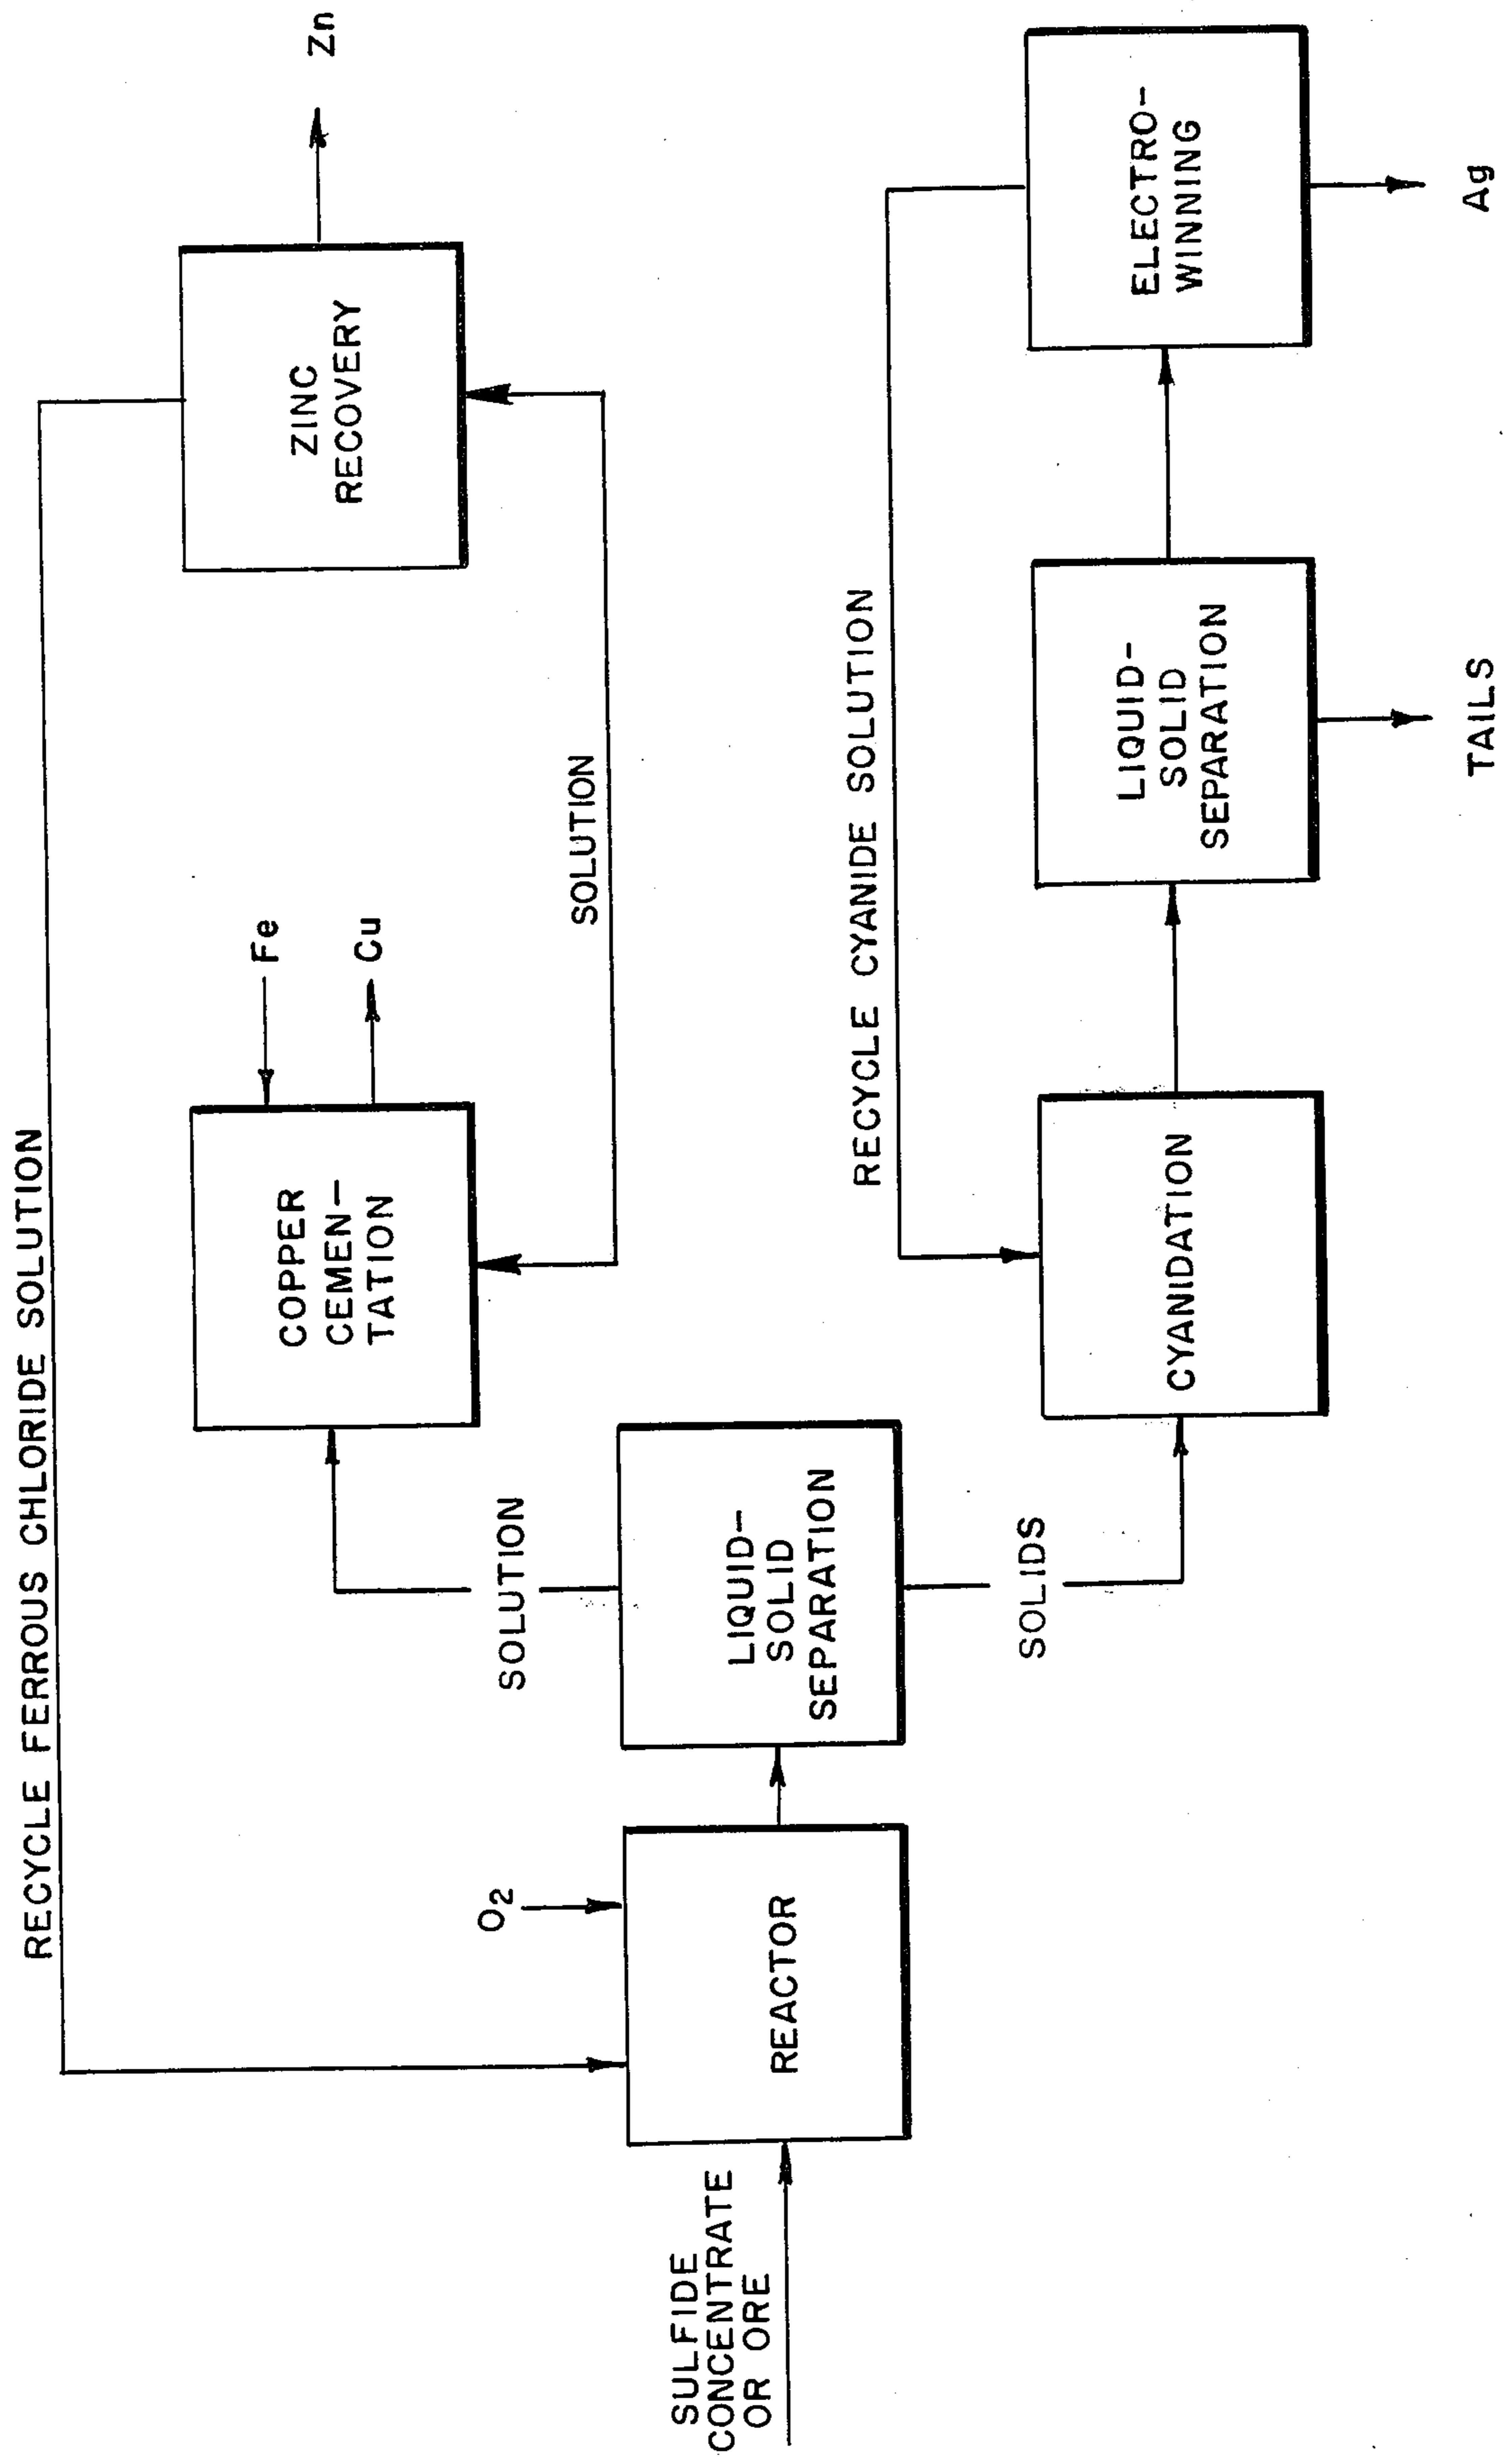 RECYCLE FERROUS CHLORIDE SOLUTION
ZINC
RECOVERY
Zn
COPPER
CEMEN-
TATION
Fe
Cu
SOLUTION
SOLUTION
O2
SULFIDE
CONCENTRATE
OR ORE
REACTOR
LIQUID-
SOLID
SEPARATION
SOLIDS
RECYCLE CYANIDE SOLUTION
CYANIDATION
LIQUID-
SOLID
SEPARATION
ELECTRO-
WINNING
TAILS
Ag